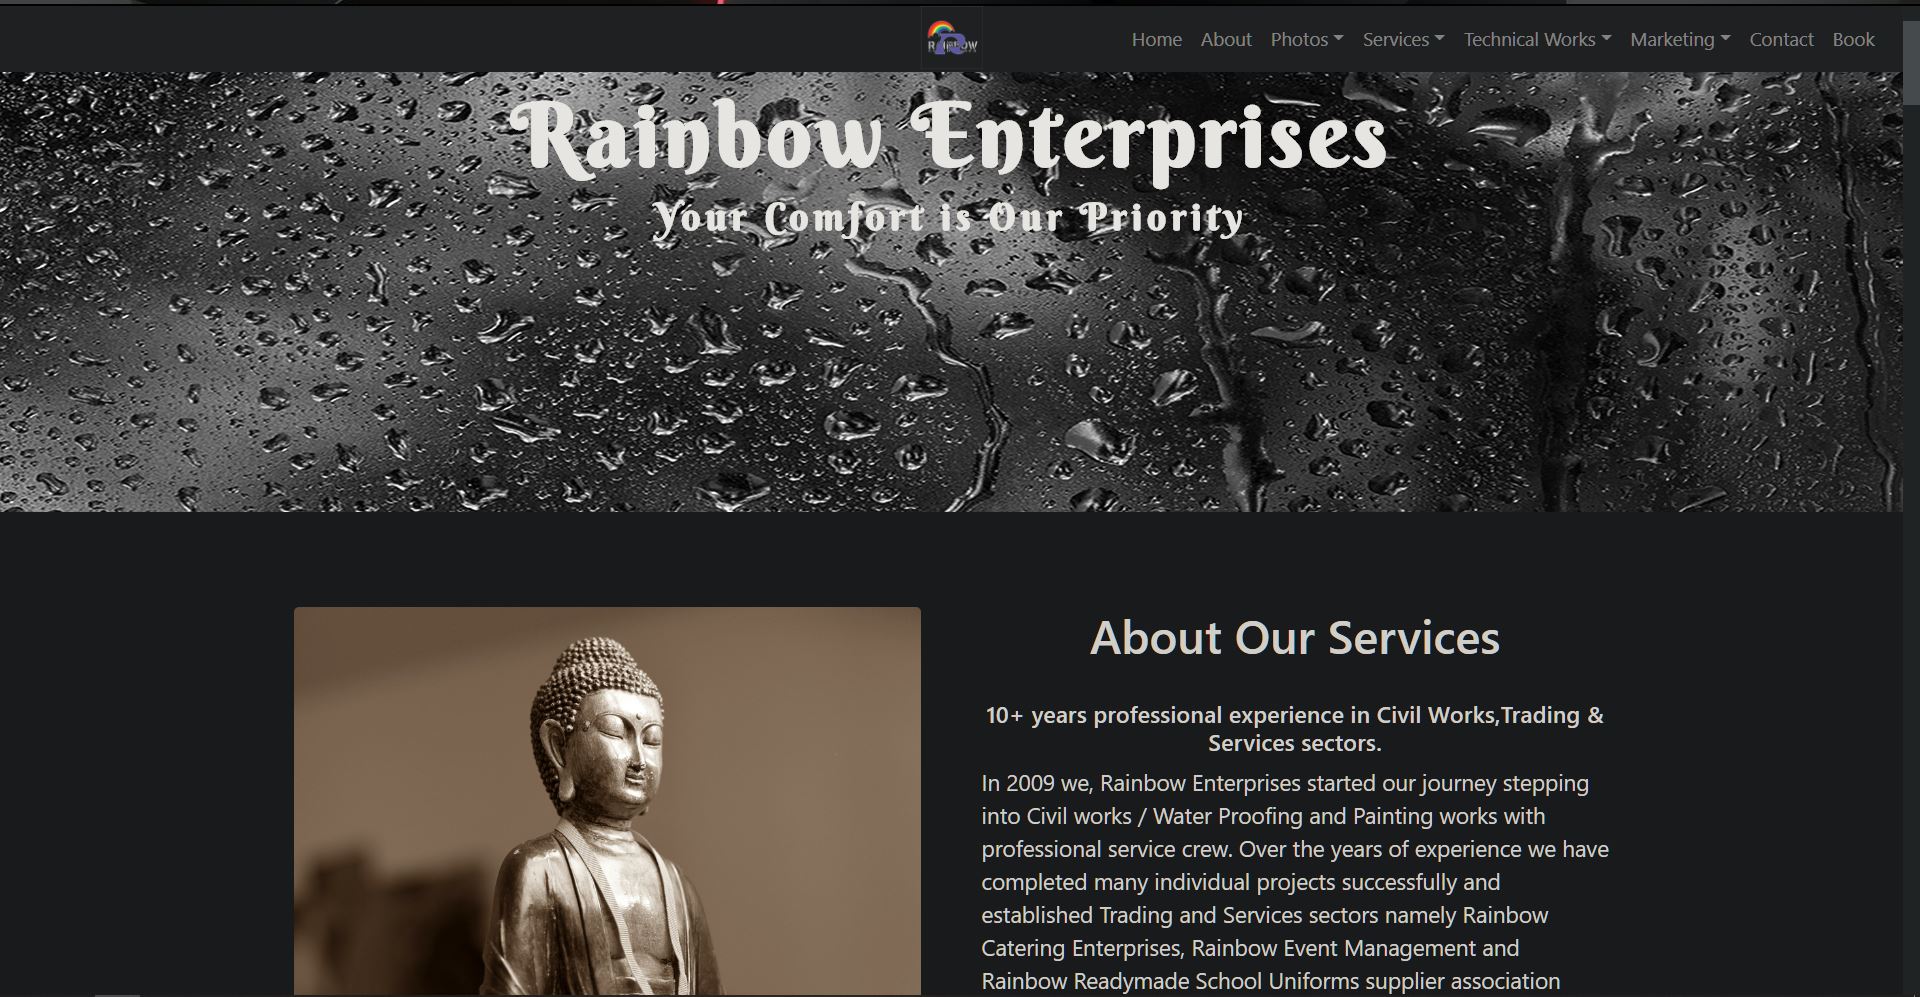 RAINBOW
Home About Photos Services Technical Works Marketing Contact Book
Rainbow Enterprises
Your Comfort is Our Priority
About Our Services
10+ years professional experience in Civil Works,Trading &
Services sectors.
In 2009 we, Rainbow Enterprises started our journey stepping
into Civil works / Water Proofing and Painting works with
professional service crew. Over the years of experience we have
completed many individual projects successfully and
established Trading and Services sectors namely Rainbow
Catering Enterprises, Rainbow Event Management and
Rainbow Readymade School Uniforms supplier association